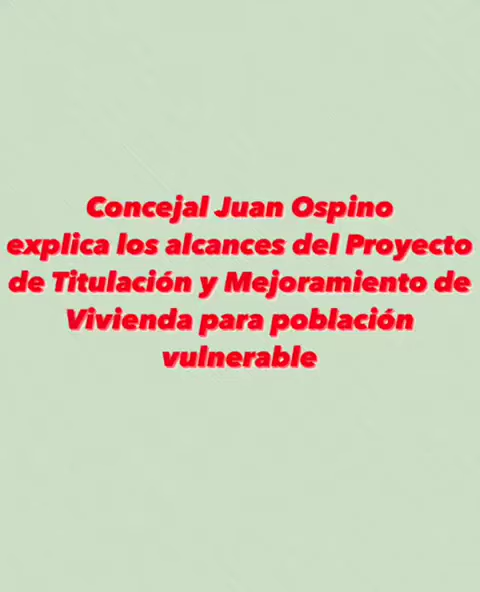 Concejal Juan Ospino
explica los alcances del Proyecto
de Titulación y Mejoramiento de
Vivienda para población
vulnerable